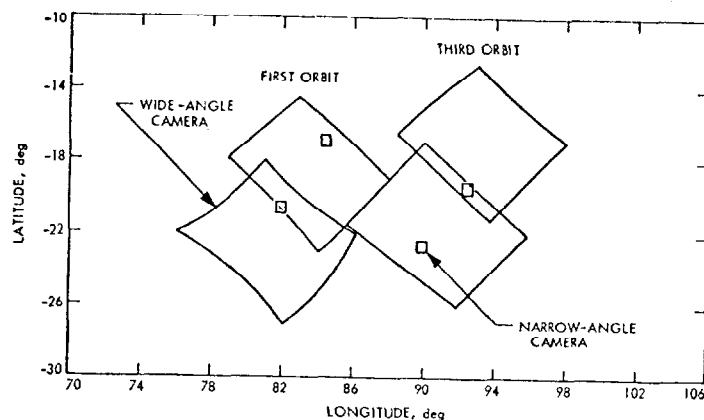 -10
-14
-18
-22
-26
-30
LATITUDE, deg
THIRD ORBIT
FIRST ORBIT
WIDE-ANGLE
CAMERA
NARROW-ANGLE
CAMERA
70 74 78 82 86 90 94 98 102 106
LONGITUDE, deg